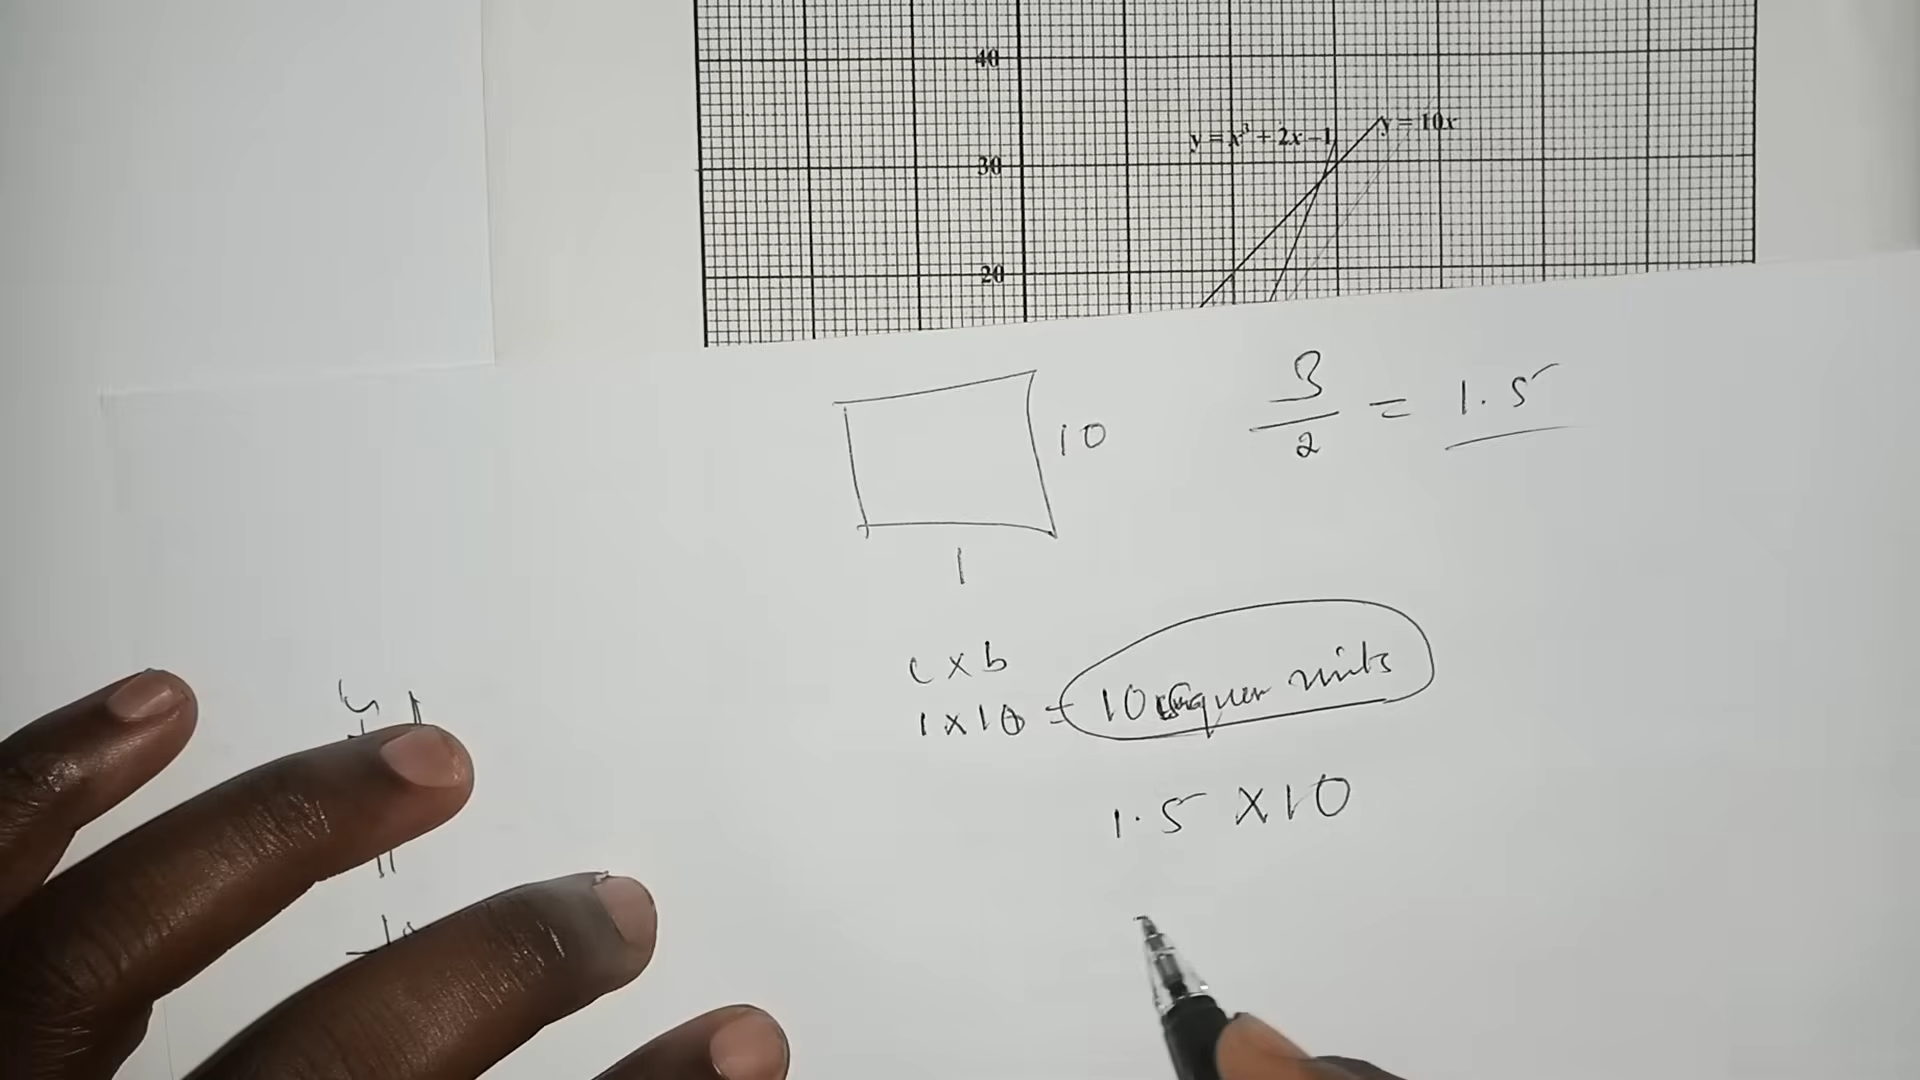 40
y = x³ + 2x – 1
y = 10x
30
20
3/2 = 1.5
10
1
L x b
1 x 10 = 10 squer units
1.5 x 10